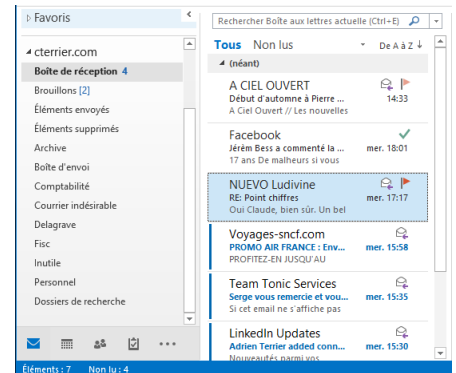 Favoris
cterrier.com
Boîte de réception 4
Brouillons [2]
Éléments envoyés
Éléments supprimés
Archive
Boîte d'envoi
Comptabilité
Courrier indésirable
Delagrave
Fisc
Inutile
Personnel
Dossiers de recherche
Éléments : 7 Non lu : 4
Rechercher Boîte aux lettres actuelle (Ctrl+E)
Tous Non lus De A à Z ↓
(néant)
A CIEL OUVERT
Début d'automne à Pierre ... 14:33
A Ciel Ouvert // Les nouvelles
Facebook
Jérém Bess a commenté la ... mer. 18:01
17 ans De malheurs si vous
NUEVO Ludivine
RE: Point chiffres mer. 17:17
Oui Claude, bien sûr. Un bel
Voyages-sncf.com
PROMO AIR FRANCE : Env... mer. 15:58
PROFITEZ-EN JUSQU'AU
Team Tonic Services
Serge vous remercie et vou... mer. 15:35
Si cet email ne s'affiche pas
LinkedIn Updates
Adrien Terrier added conn... mer. 15:30
Nouveautés parmi vos